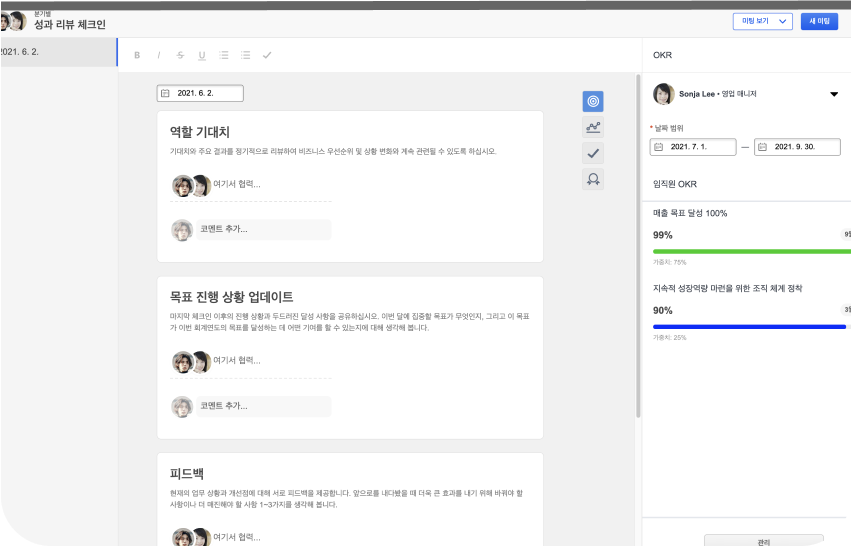 분기별
성과 리뷰 체크인
미팅 보기
새 미팅
2021. 6. 2.
B I S U
2021. 6. 2.
역할 기대치
기대치와 주요 결과를 정기적으로 리뷰하여 비즈니스 우선순위 및 상황 변화와 계속 관련될 수 있도록 하십시오.
여기서 협력...
코멘트 추가...
목표 진행 상황 업데이트
마지막 체크인 이후의 진행 상황과 두드러진 달성 사항을 공유하십시오. 이번 달에 집중할 목표가 무엇인지, 그리고 이 목표
가 이번 회계연도의 목표를 달성하는 데 어떤 기여를 할 수 있는지에 대해 생각해 봅니다.
여기서 협력...
코멘트 추가...
피드백
현재의 업무 상황과 개선점에 대해 서로 피드백을 제공합니다. 앞으로를 내다봤을 때 더욱 큰 효과를 내기 위해 바꿔야 할
사항이나 더 매진해야 할 사항 1~3가지를 생각해 봅니다.
여기서 협력...
OKR
Sonja Lee • 영업 매니저
* 날짜 범위
2021. 7. 1. — 2021. 9. 30.
임직원 OKR
매출 목표 달성 100%
99%
가중치: 75%
지속적 성장역량 마련을 위한 조직 체계 정착
90%
가중치: 25%
관리